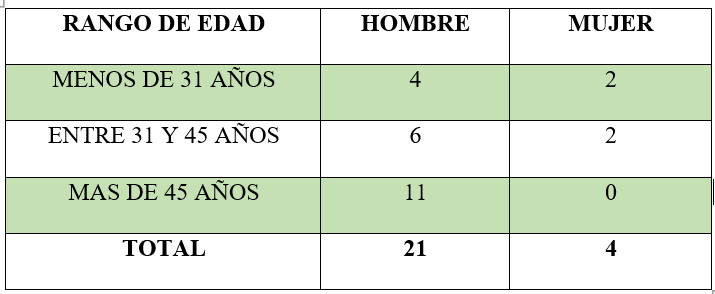 RANGO DE EDAD HOMBRE MUJER
MENOS DE 31 AÑOS 4 2
ENTRE 31 Y 45 AÑOS 6 2
MAS DE 45 AÑOS 11 0
TOTAL 21 4